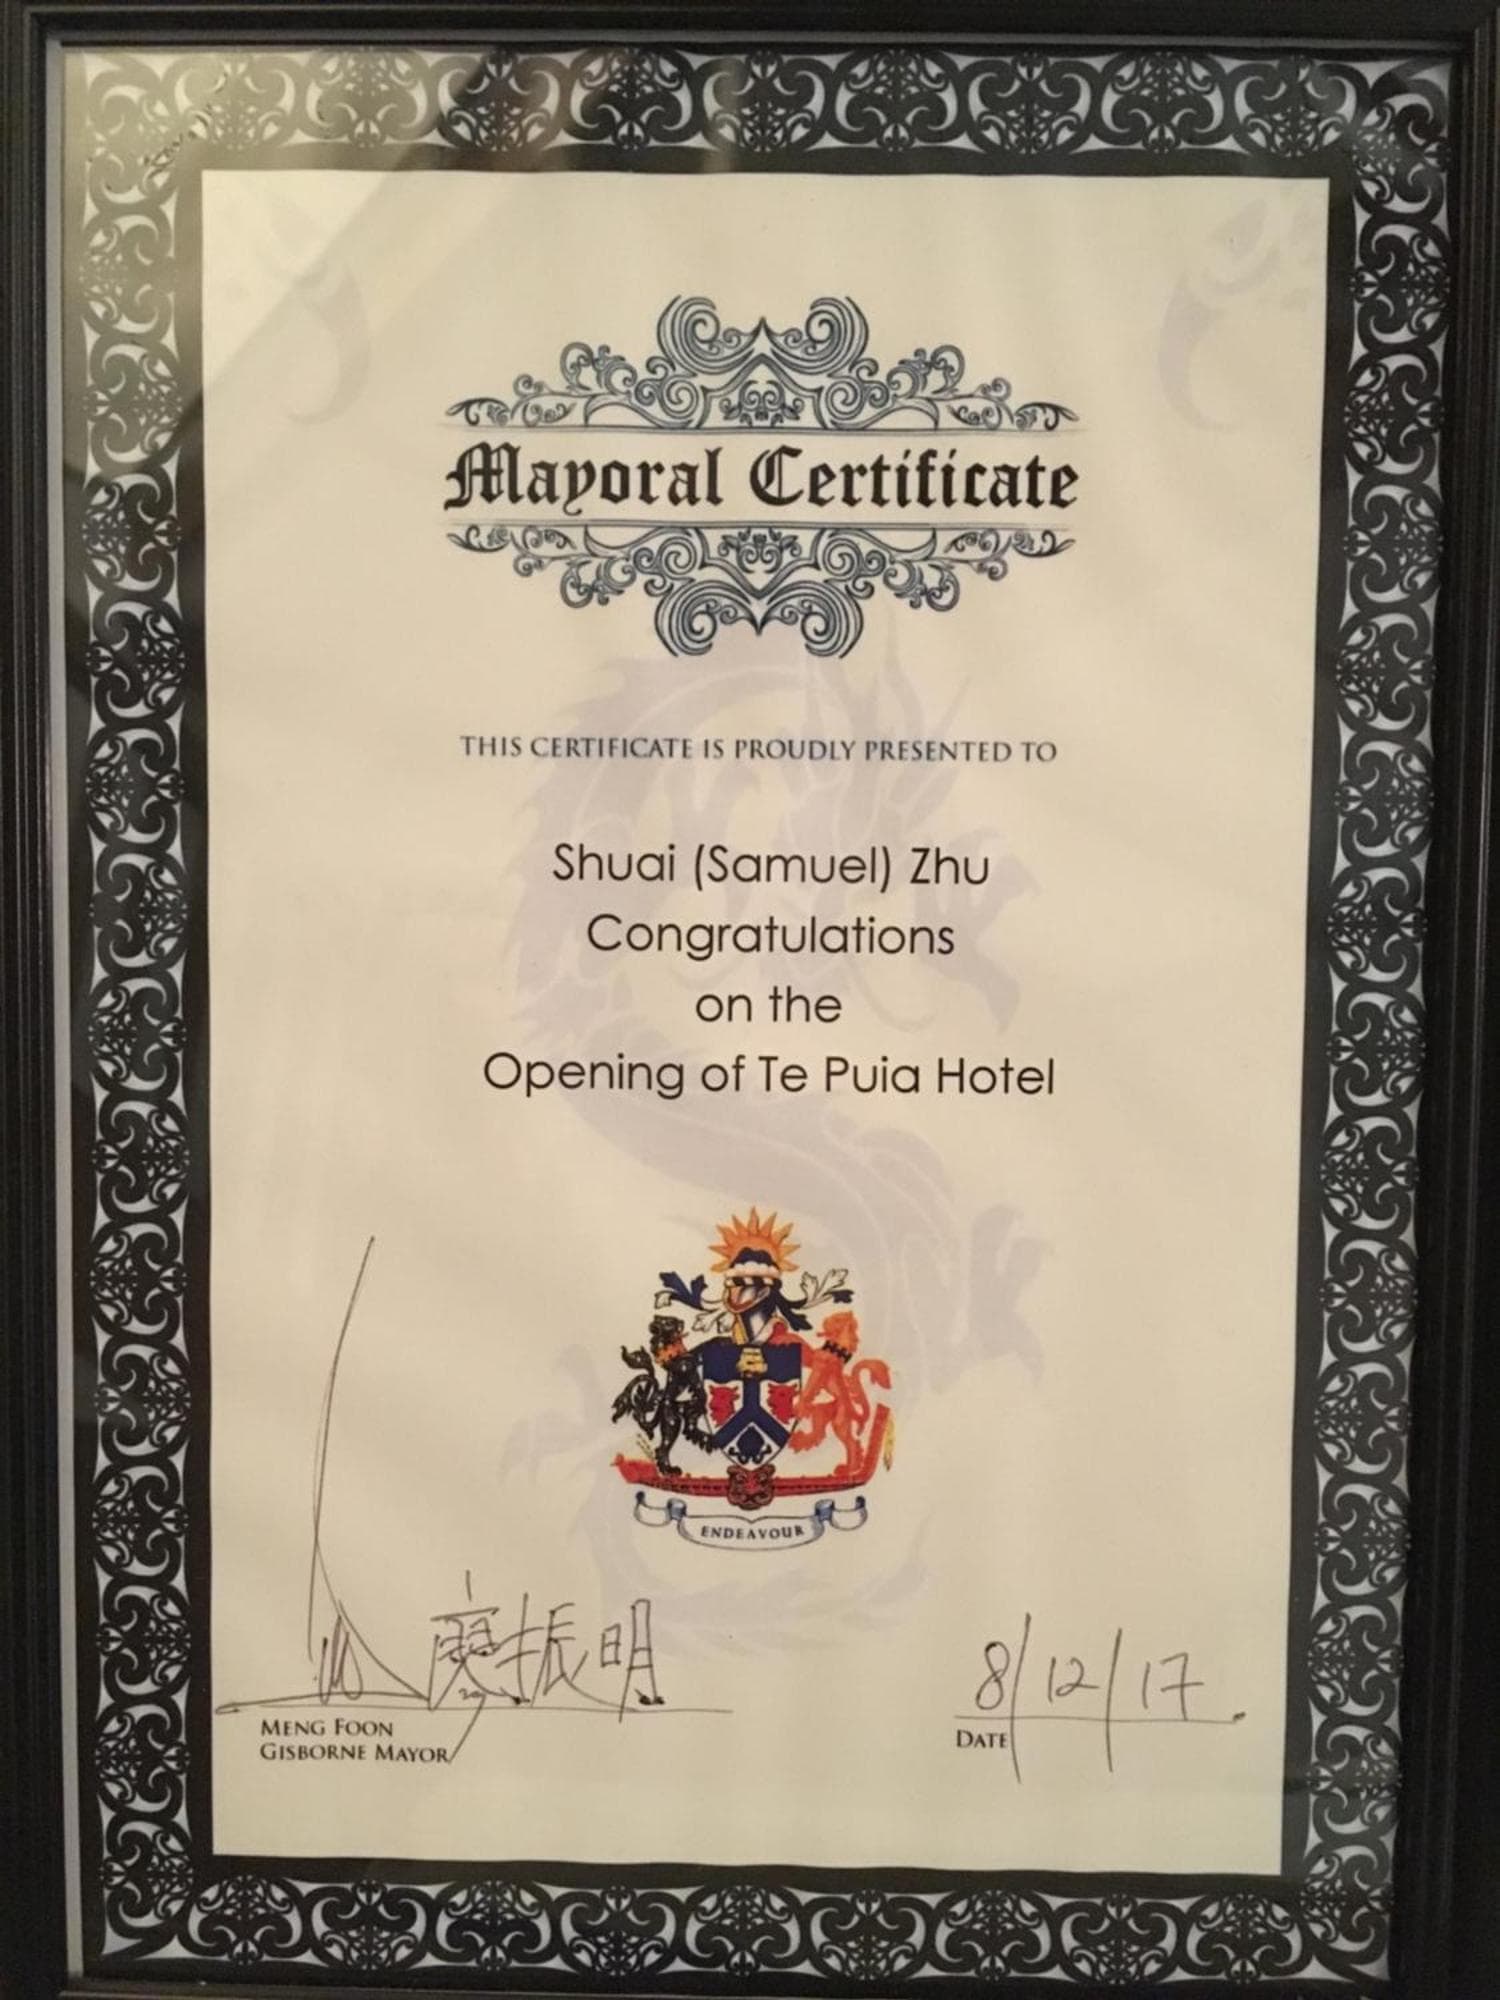 Mayoral Certificate
THIS CERTIFICATE IS PROUDLY PRESENTED TO
Shuai (Samuel) Zhu
Congratulations
on the
Opening of Te Puia Hotel
ENDEAVOUR
振明
8/12/17
MENG FOON
GISBORNE MAYOR
DATE